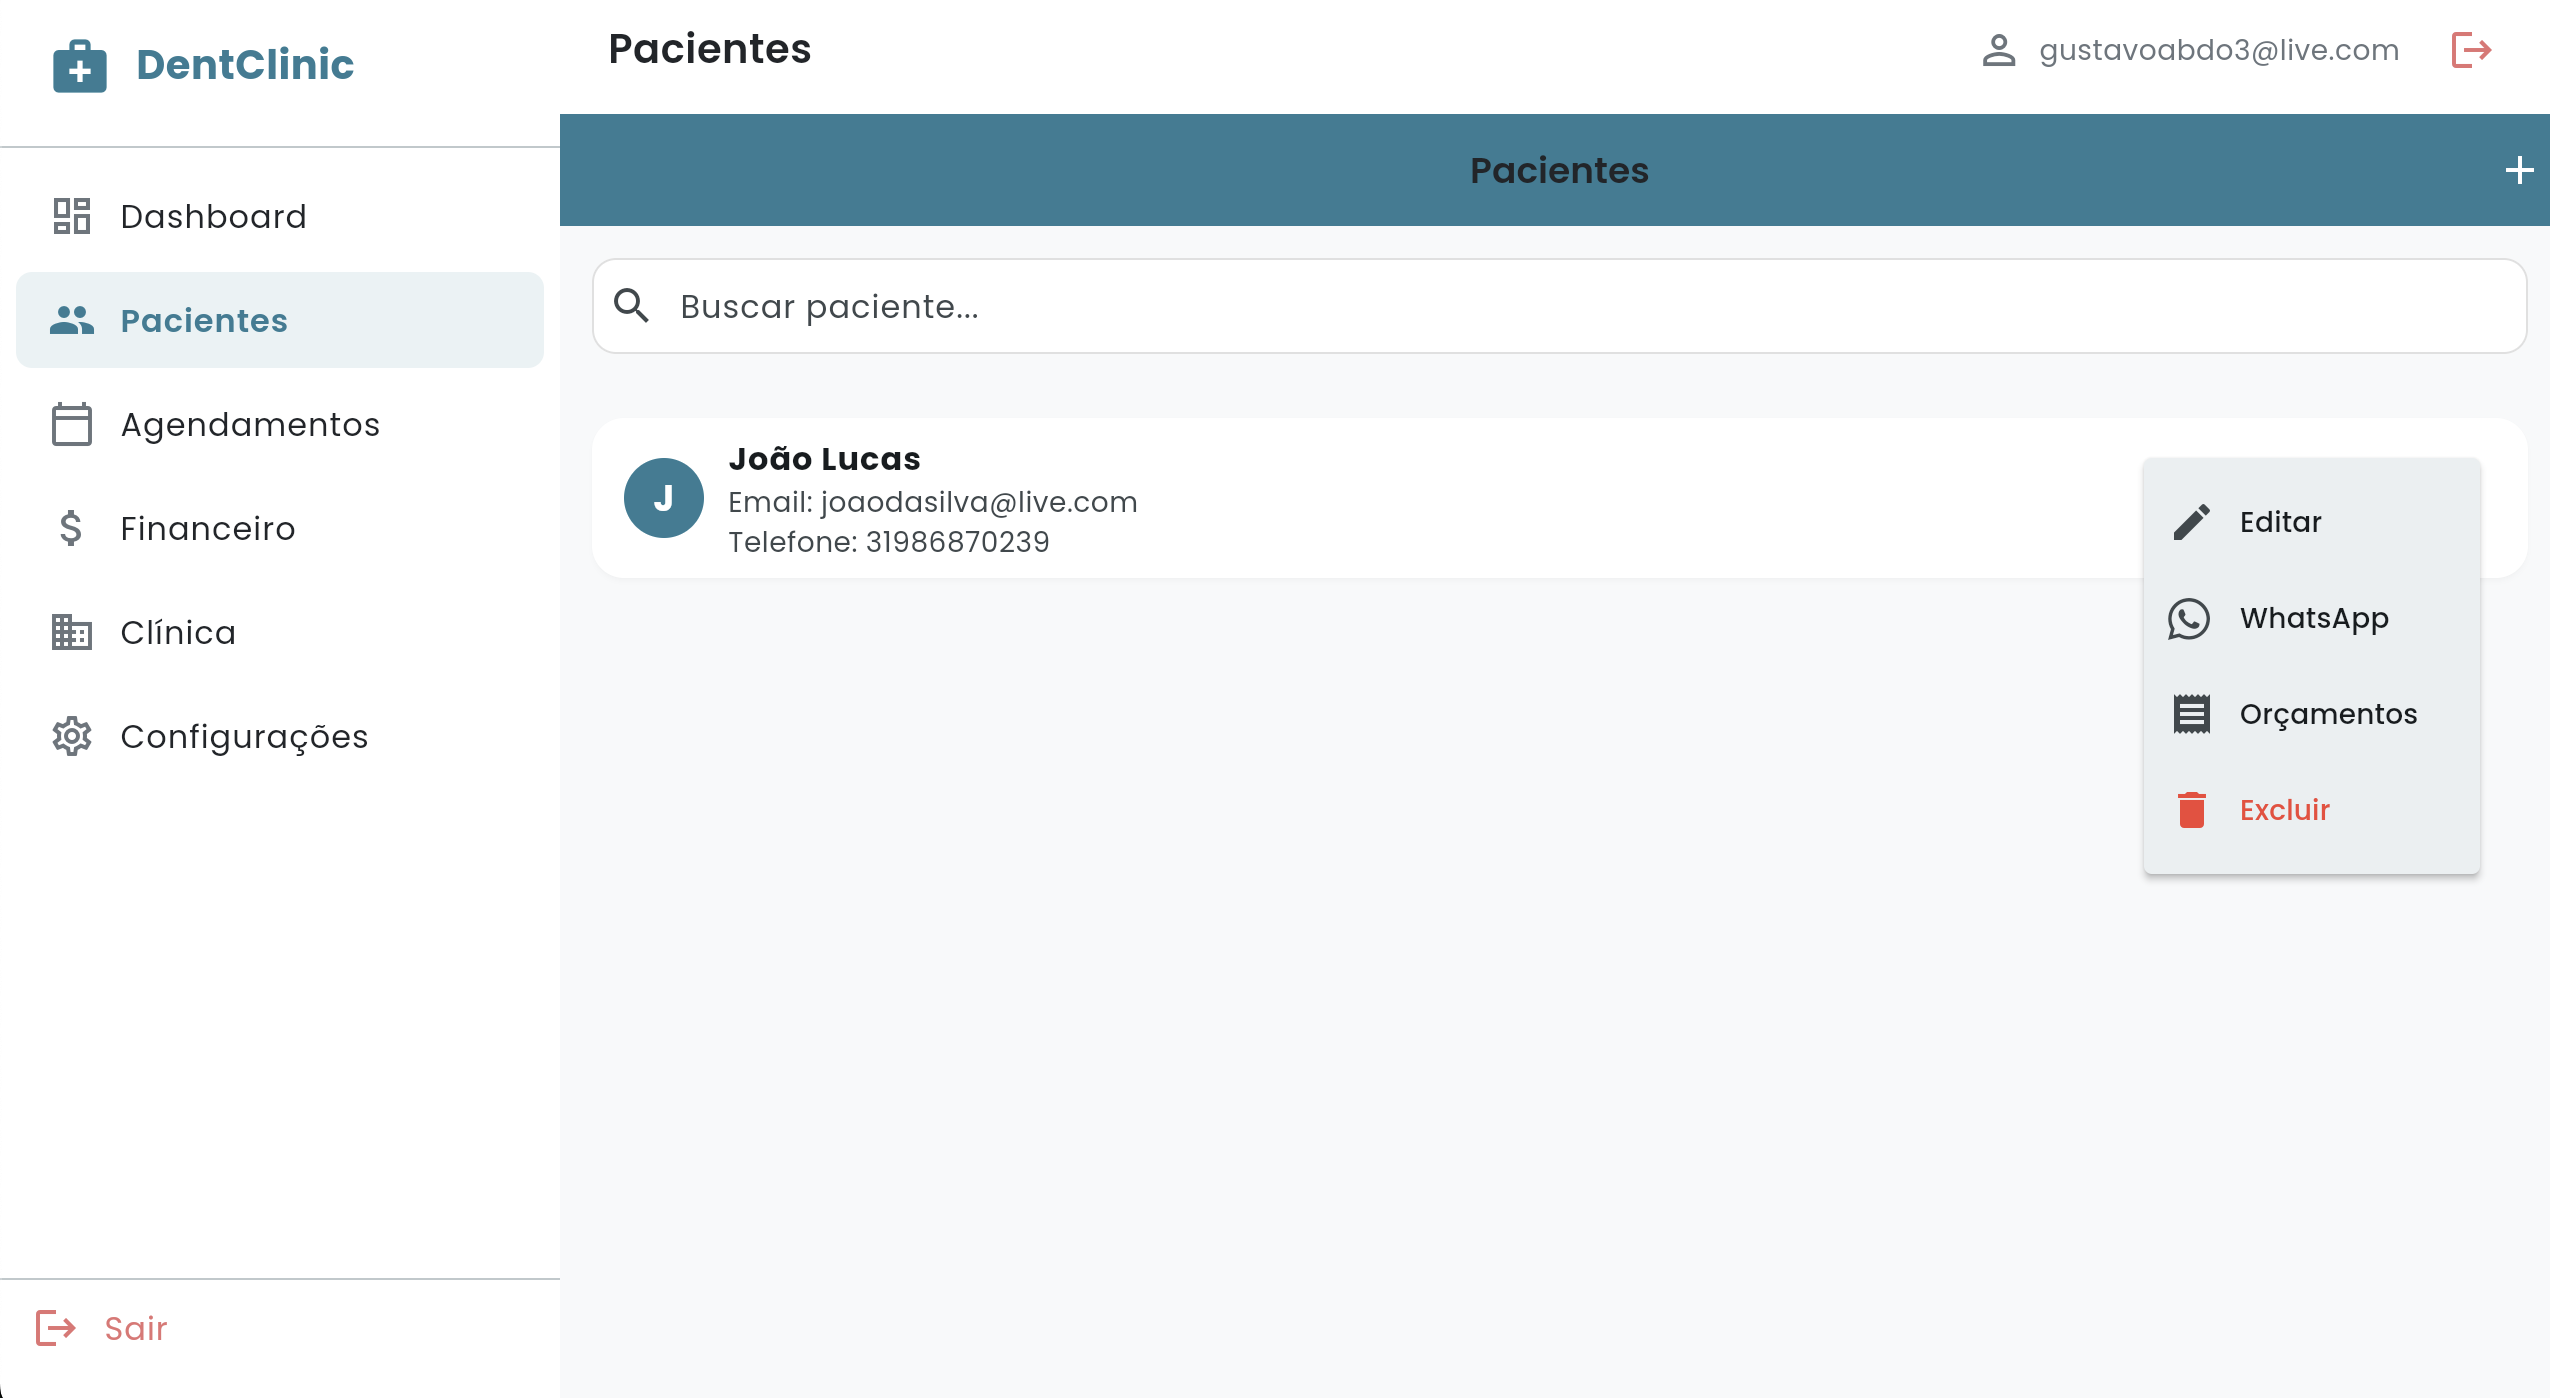 DentClinic
Dashboard
Pacientes
Agendamentos
Financeiro
Clínica
Configurações
Sair
Pacientes
gustavoabdo3@live.com
Pacientes
Buscar paciente...
J
João Lucas
Email: joaodasilva@live.com
Telefone: 31986870239
Editar
WhatsApp
Orçamentos
Excluir